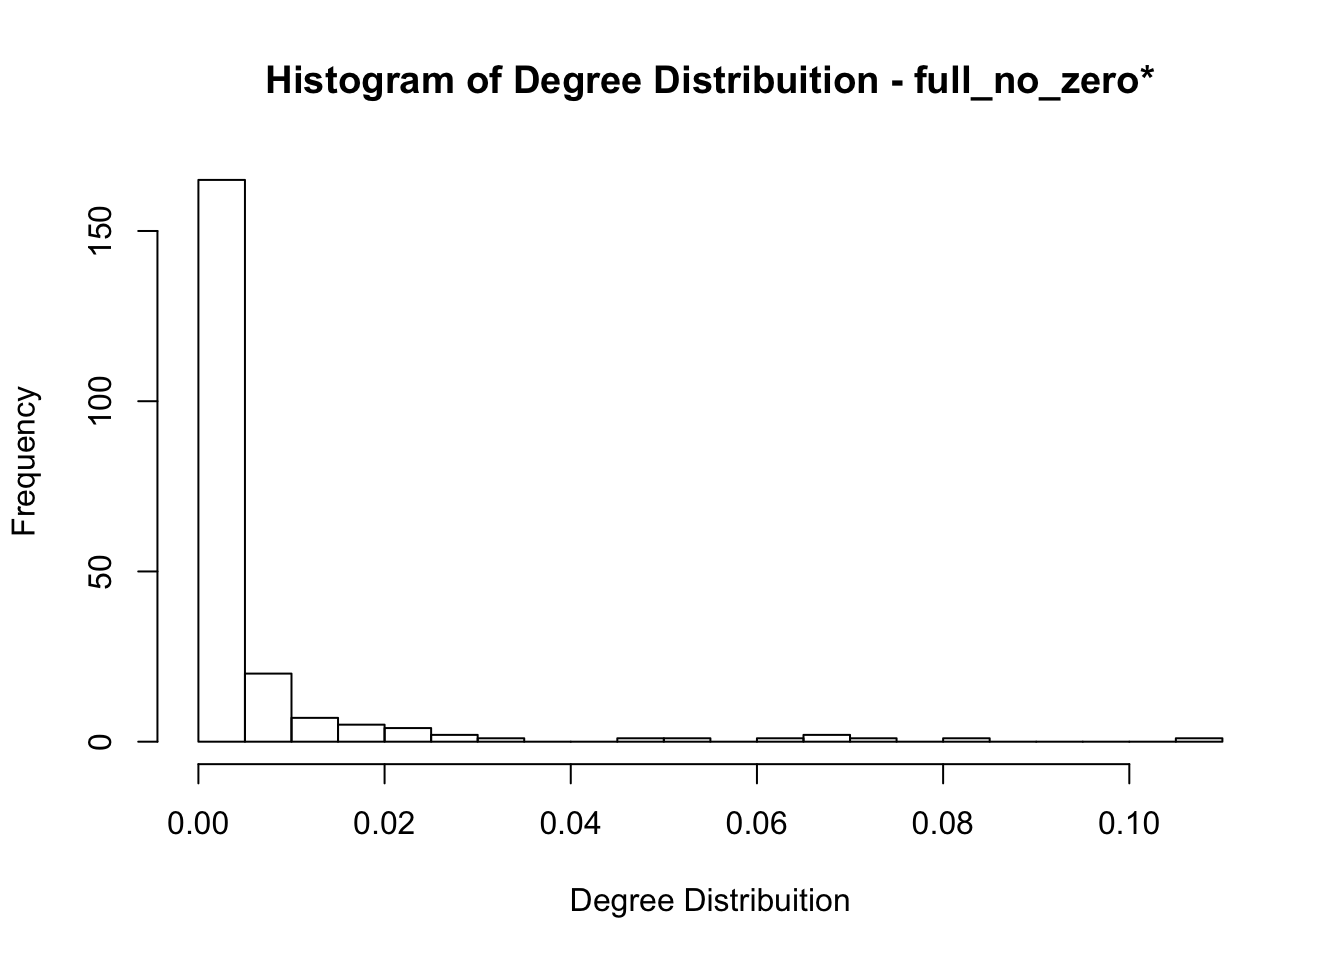 Histogram of Degree Distribuition - full_no_zero*
Frequency
150
100
50
0
0.00 0.02 0.04 0.06 0.08 0.10
Degree Distribuition